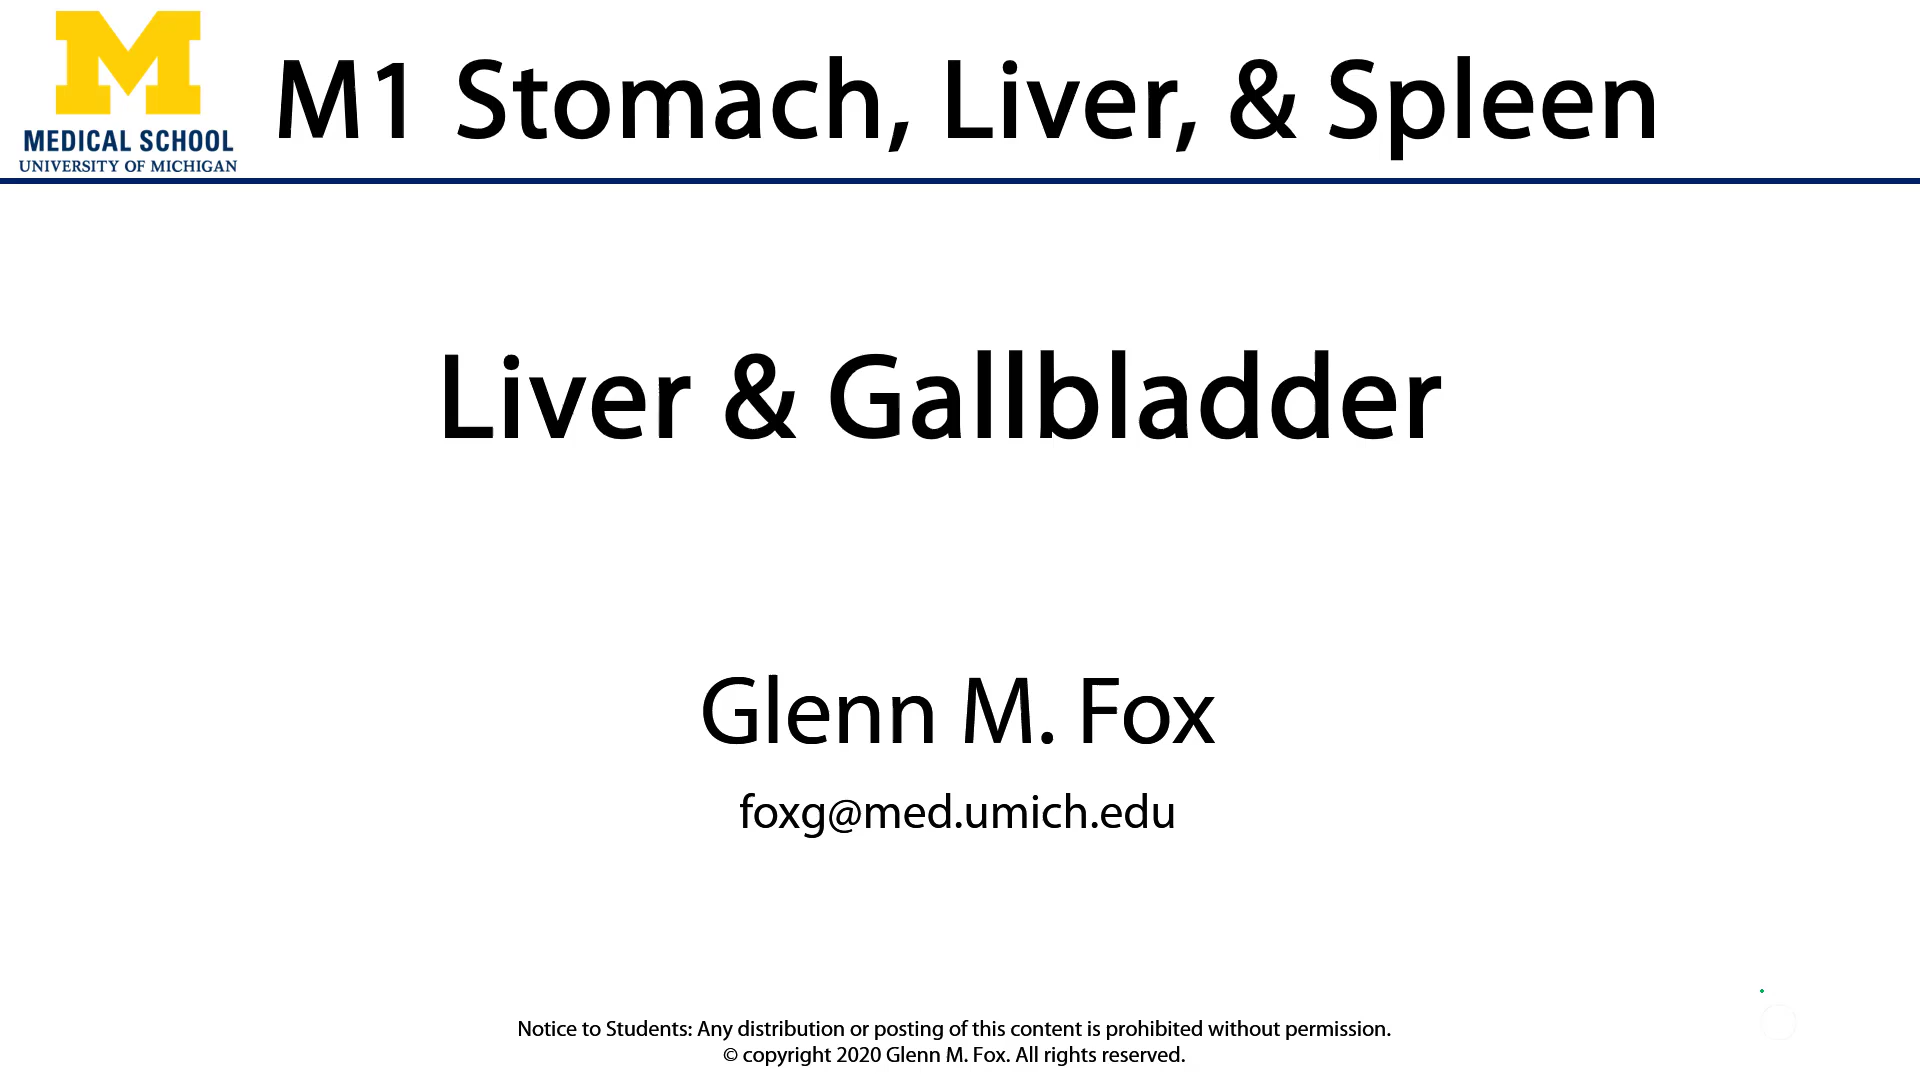 M
MEDICAL SCHOOL
UNIVERSITY OF MICHIGAN
M1 Stomach, Liver, & Spleen
Liver & Gallbladder
Glenn M. Fox
foxg@med.umich.edu
Notice to Students: Any distribution or posting of this content is prohibited without permission.
© copyright 2020 Glenn M. Fox. All rights reserved.